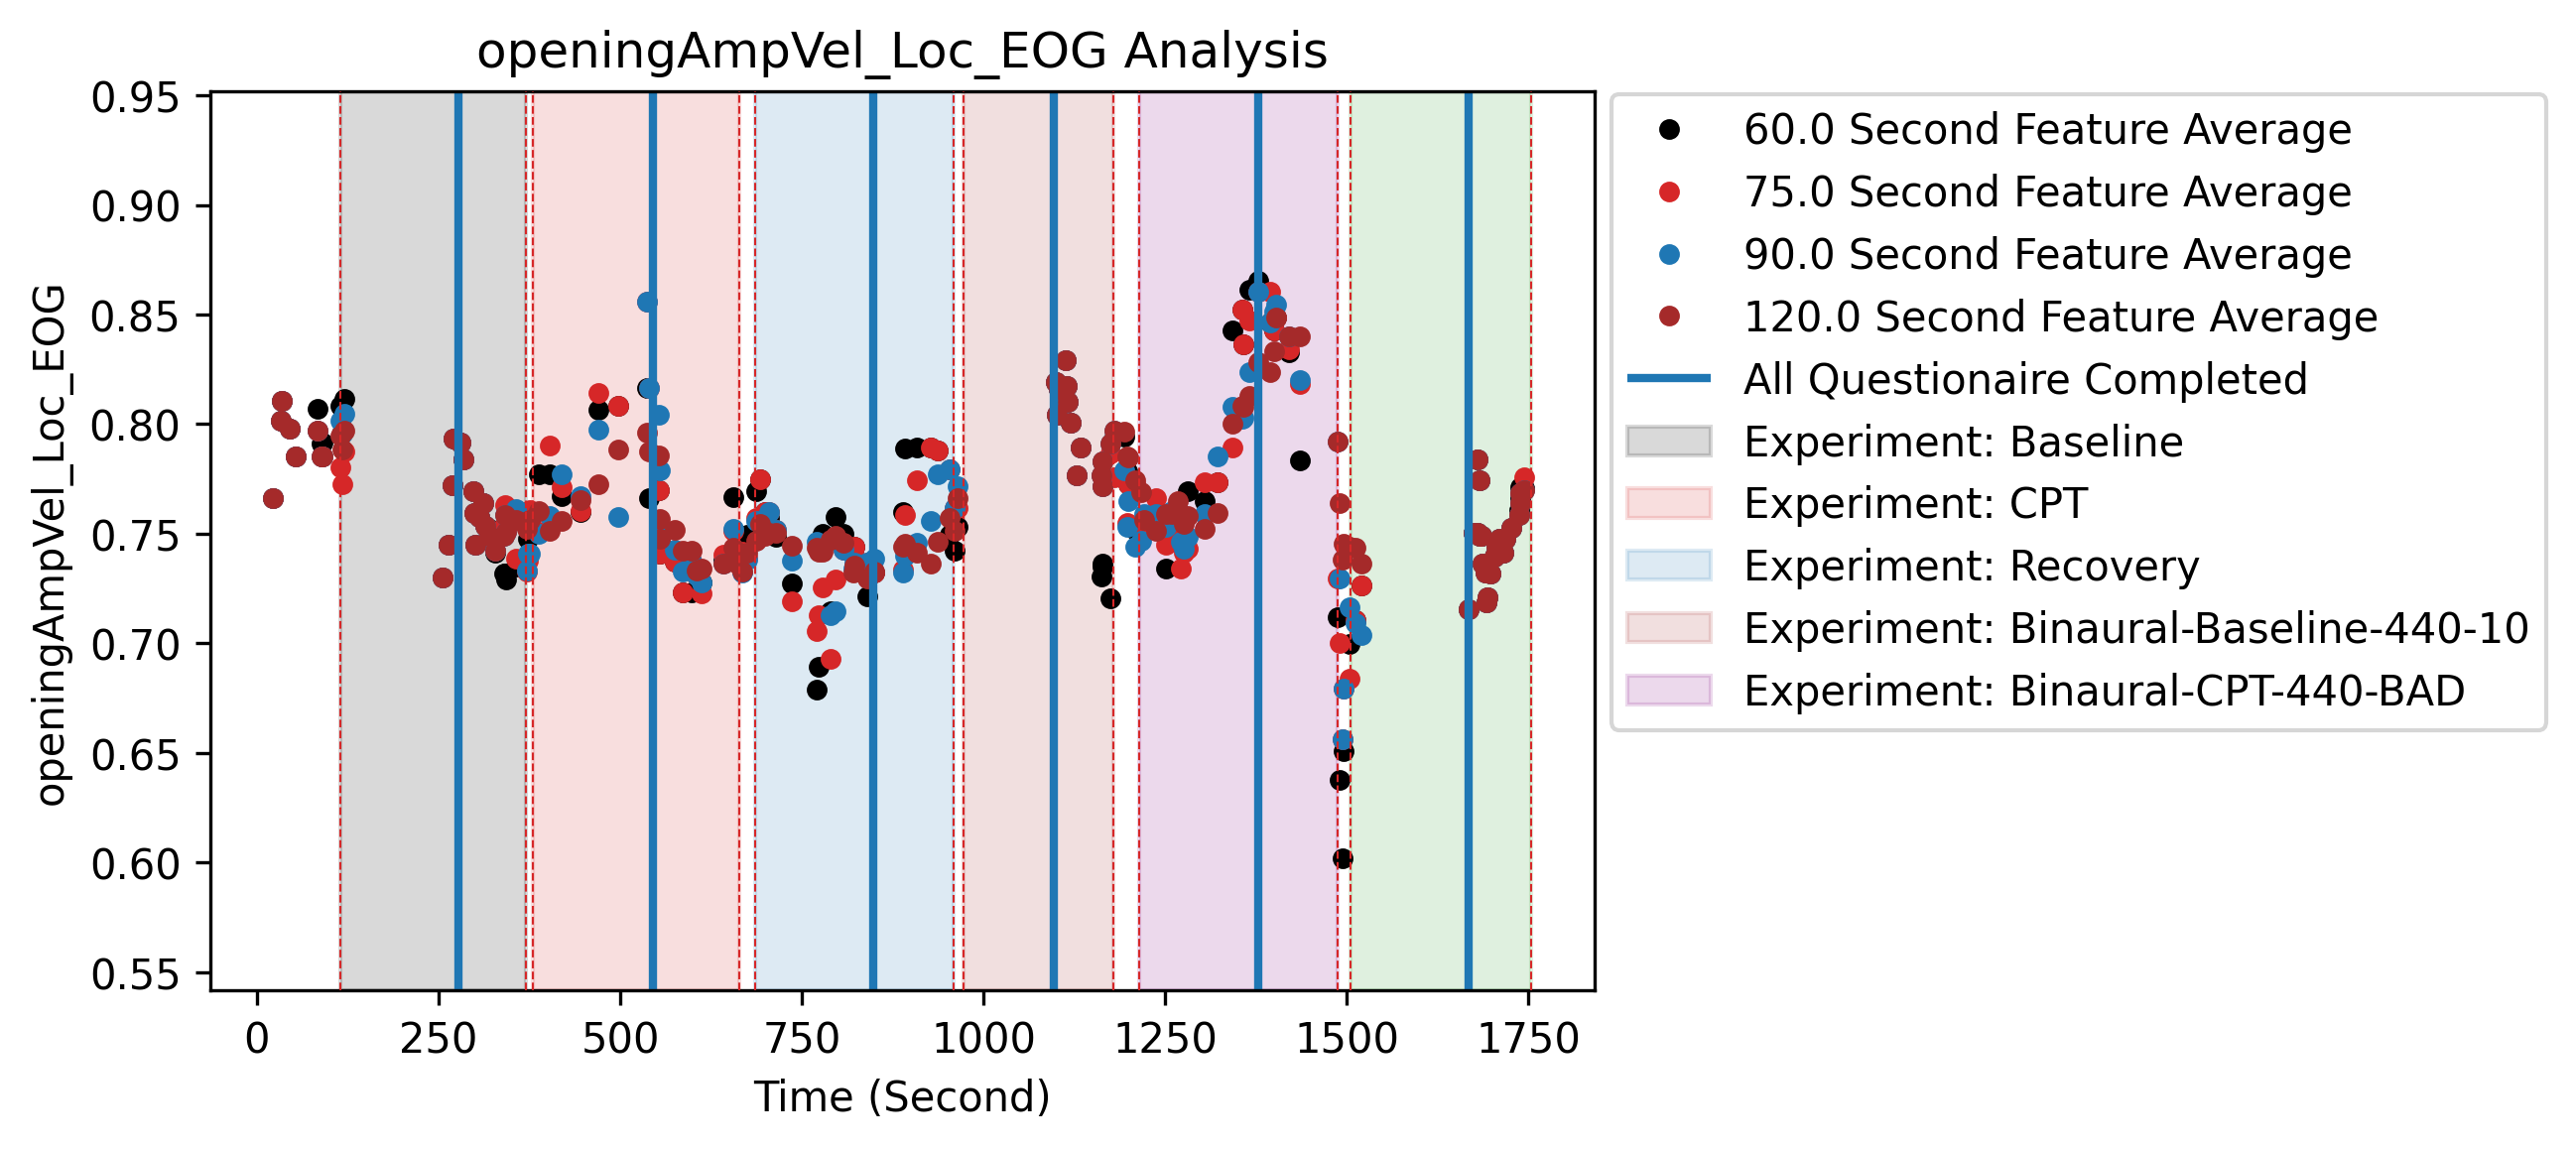 openingAmpVel_Loc_EOG Analysis
openingAmpVel_Loc_EOG
0.95
0.90
0.85
0.80
0.75
0.70
0.65
0.60
0.55
0 250 500 750 1000 1250 1500 1750
Time (Second)
60.0 Second Feature Average
75.0 Second Feature Average
90.0 Second Feature Average
120.0 Second Feature Average
All Questionaire Completed
Experiment: Baseline
Experiment: CPT
Experiment: Recovery
Experiment: Binaural-Baseline-440-10
Experiment: Binaural-CPT-440-BAD